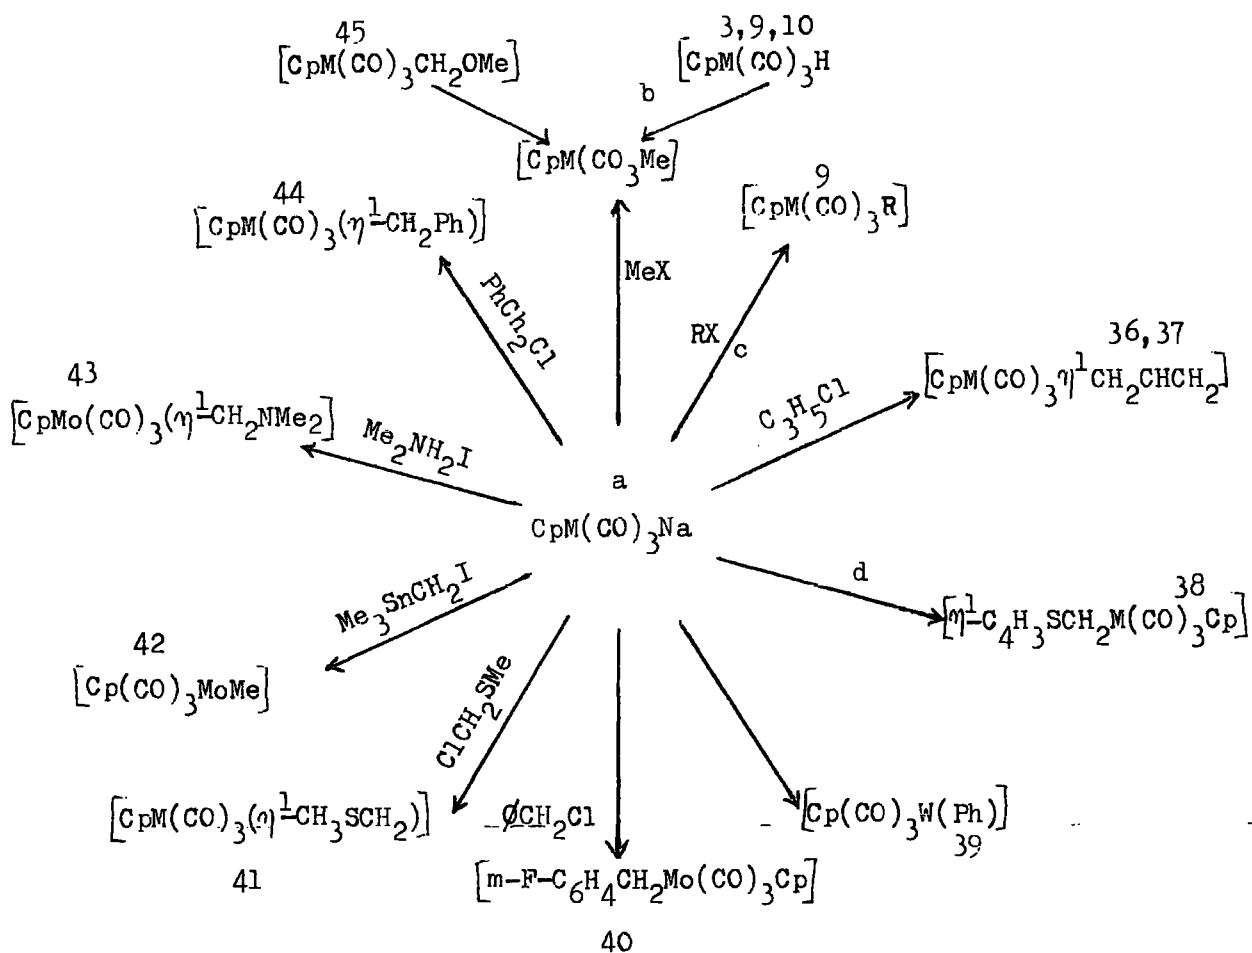 45
3,9,10
[CpM(CO)3CH2OMe]
[CpM(CO)3H
b
[CpM(CO3Me]
44
9
[CpM(CO)3(η1-CH2Ph)]
[CpM(CO)3R]
MeX
PhCh2Cl
RX
c
36,37
43
[CpM(CO)3η1CH2CHCH2]
C3H5Cl
[CpMo(CO)3(η1-CH2NMe2]
Me2NH2I
a
CpM(CO)3Na
d
Me3SnCH2I
38
[η1-C4H3SCH2M(CO)3Cp]
42
[Cp(CO)3MoMe]
ClCH2SMe
[CpM(CO)3(η1-CH3SCH2)]
ØCH2Cl
[Cp(CO)3W(Ph)]
39
41
[m-F-C6H4CH2Mo(CO)3Cp]
40